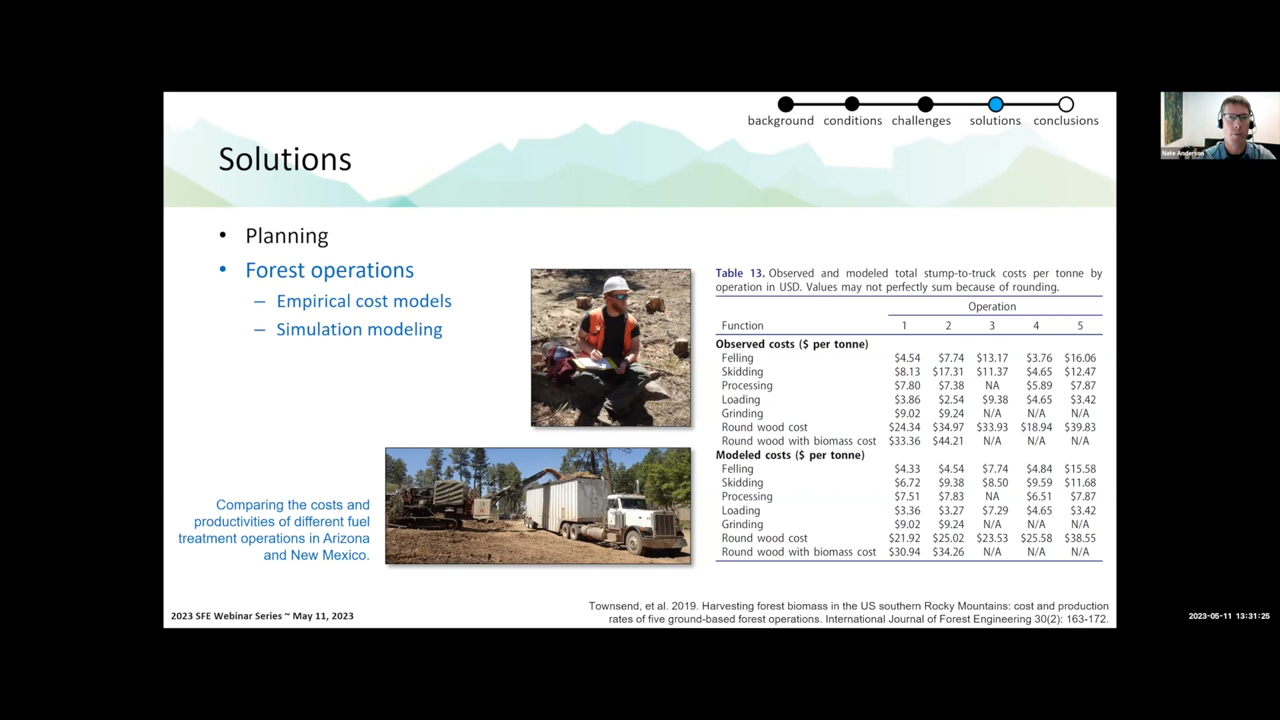 background conditions challenges solutions conclusions
Solutions
• Planning
• Forest operations
– Empirical cost models
– Simulation modeling
Comparing the costs and
productivities of different fuel
treatment operations in Arizona
and New Mexico.
Table 13. Observed and modeled total stump-to-truck costs per tonne by
operation in USD. Values may not perfectly sum because of rounding.
Operation
Function 1 2 3 4 5
Observed costs ($ per tonne)
Felling $4.54 $7.74 $13.17 $3.76 $16.06
Skidding $8.13 $17.31 $11.37 $4.65 $12.47
Processing $7.80 $7.38 NA $5.89 $7.87
Loading $3.86 $2.54 $9.38 $4.65 $3.42
Grinding $9.02 $9.24 N/A N/A N/A
Round wood cost $24.34 $34.97 $33.93 $18.94 $39.83
Round wood with biomass cost $33.36 $44.21 N/A N/A N/A
Modeled costs ($ per tonne)
Felling $4.33 $4.54 $7.74 $4.84 $15.58
Skidding $6.72 $9.38 $8.50 $9.59 $11.68
Processing $7.51 $7.83 NA $6.51 $7.87
Loading $3.36 $3.27 $7.29 $4.65 $3.42
Grinding $9.02 $9.24 N/A N/A N/A
Round wood cost $21.92 $25.02 $23.53 $25.58 $38.55
Round wood with biomass cost $30.94 $34.26 N/A N/A N/A
Townsend, et al. 2019. Harvesting forest biomass in the US southern Rocky Mountains: cost and production
rates of five ground-based forest operations. International Journal of Forest Engineering 30(2): 163-172.
2023 SFE Webinar Series ~ May 11, 2023
Nate Anderson
2023-05-11 13:31:25